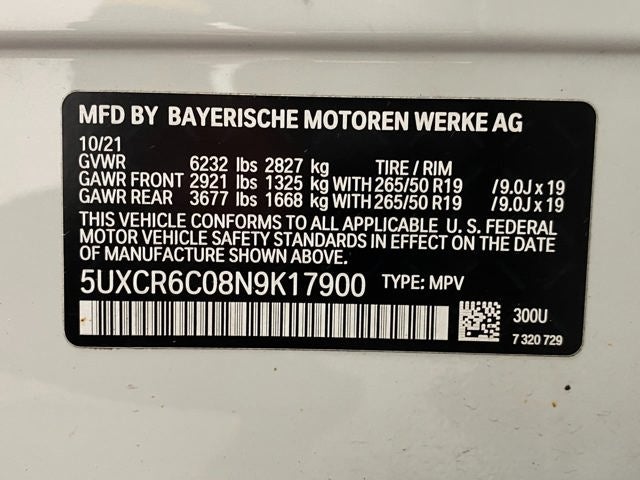 MFD BY BAYERISCHE MOTOREN WERKE AG
10/21
GVWR 6232 lbs 2827 kg TIRE / RIM
GAWR FRONT 2921 lbs 1325 kg WITH 265/50 R19 /9.0J x 19
GAWR REAR 3677 lbs 1668 kg WITH 265/50 R19 /9.0J x 19
THIS VEHICLE CONFORMS TO ALL APPLICABLE U. S. FEDERAL
MOTOR VEHICLE SAFETY STANDARDS IN EFFECT ON THE DATE
OF MANUFACTURE SHOWN ABOVE.
5UXCR6C08N9K17900 TYPE: MPV
300U
7 320 729